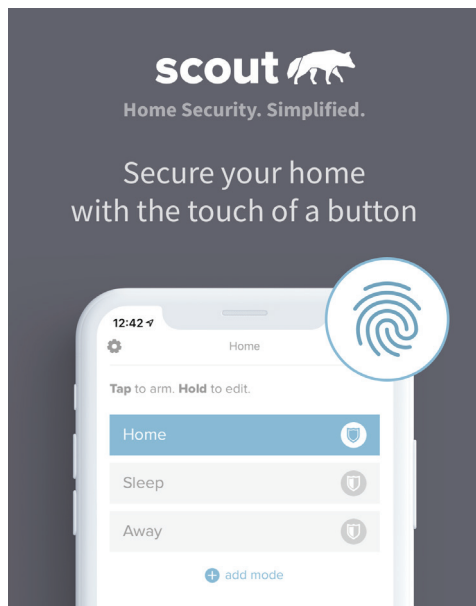 scout
Home Security. Simplified.
Secure your home
with the touch of a button
12:42
Home
Tap to arm. Hold to edit.
Home
Sleep
Away
add mode